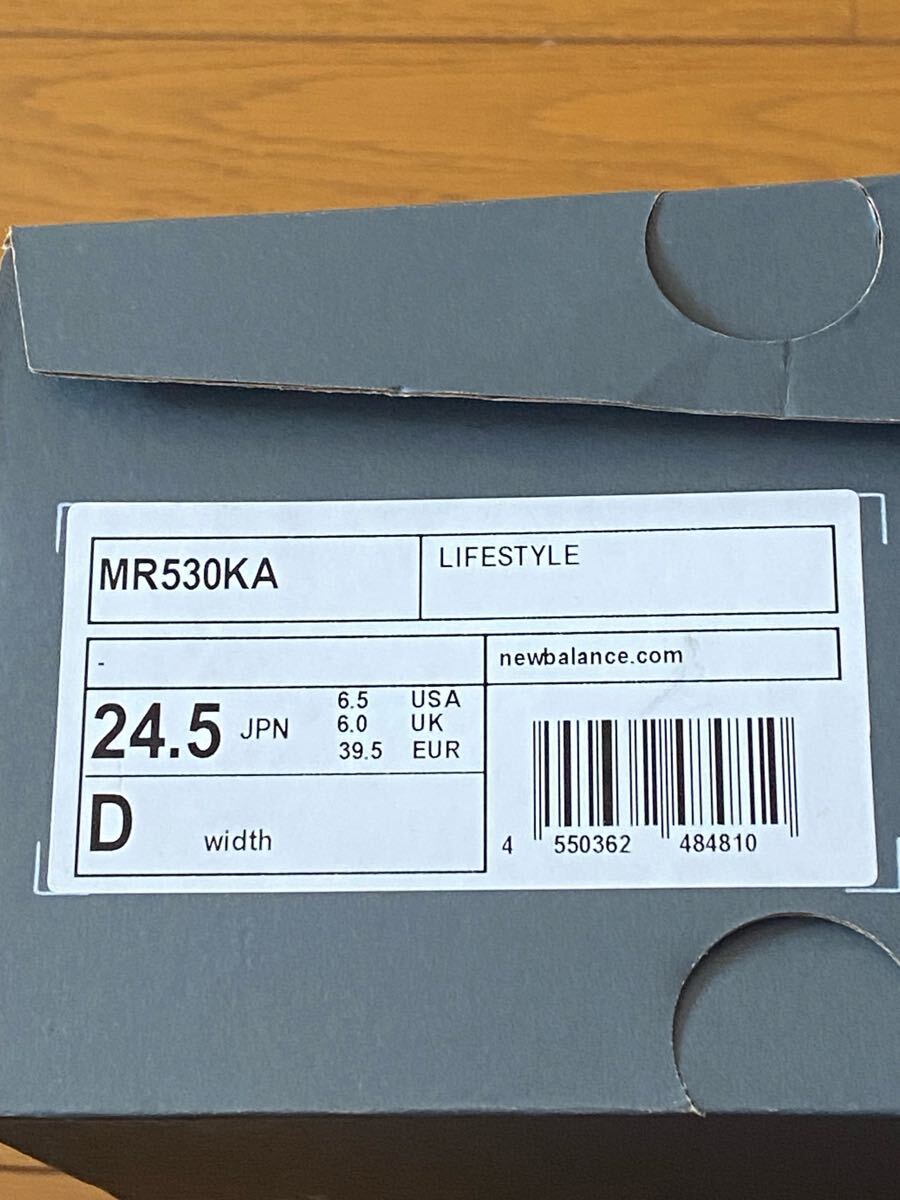 MR530KA
LIFESTYLE
-
newbalance.com
24.5 JPN
6.5 USA
6.0 UK
39.5 EUR
D width
4 550362 484810